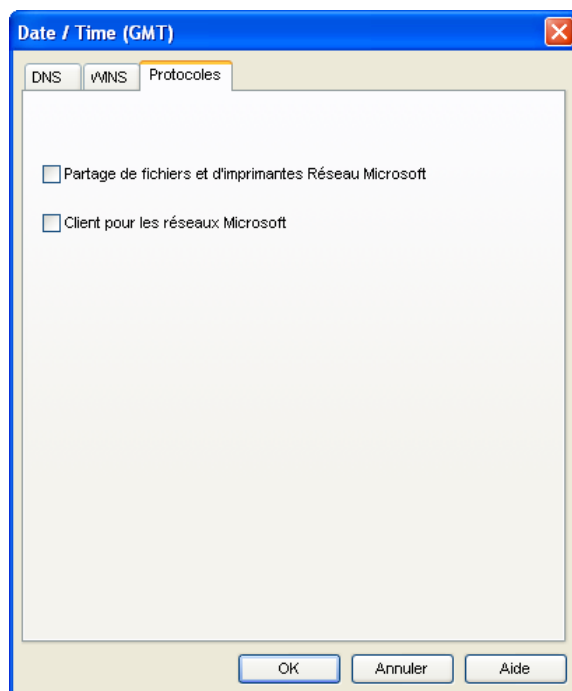 Date / Time (GMT)
DNS WINS Protocoles
Partage de fichiers et d'imprimantes Réseau Microsoft
Client pour les réseaux Microsoft
OK Annuler Aide